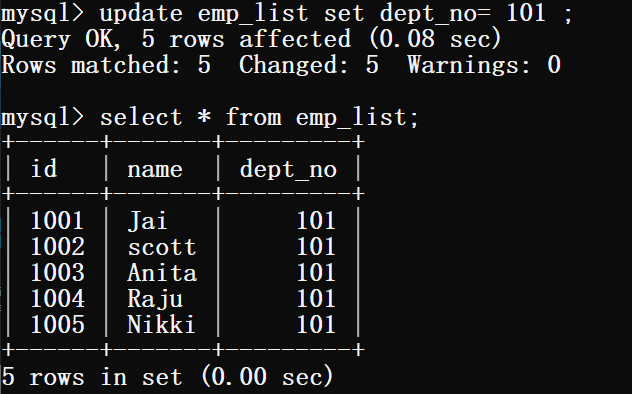 mysql> update emp_list set dept_no= 101 ;
Query OK, 5 rows affected (0.08 sec)
Rows matched: 5  Changed: 5  Warnings: 0

mysql> select * from emp_list;
+------+-------+---------+
| id   | name  | dept_no |
+------+-------+---------+
| 1001 | Jai   |     101 |
| 1002 | scott |     101 |
| 1003 | Anita |     101 |
| 1004 | Raju  |     101 |
| 1005 | Nikki |     101 |
+------+-------+---------+
5 rows in set (0.00 sec)